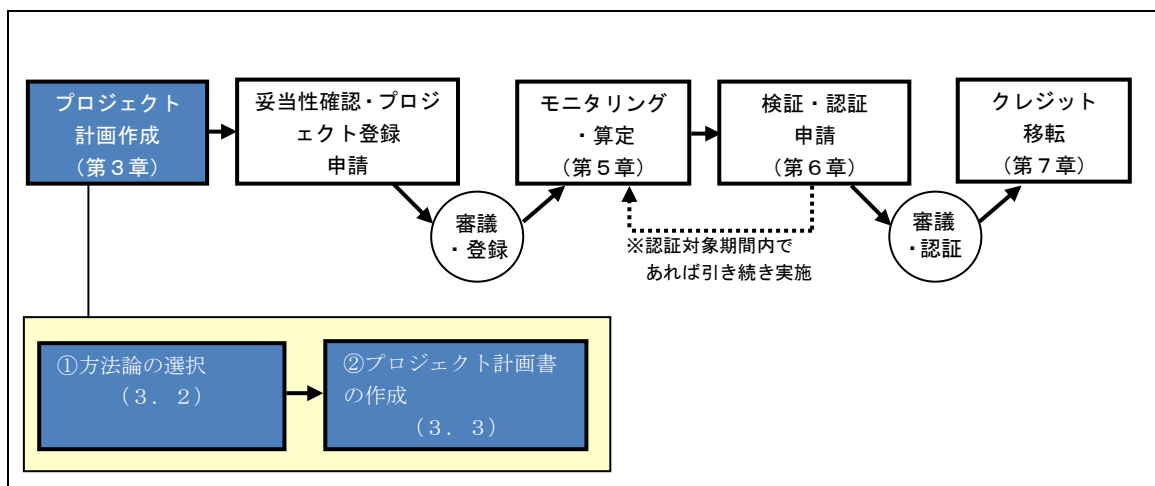 プロジェクト
計画作成
（第３章）
妥当性確認・プロジ
ェクト登録
申請
モニタリング
・算定
（第５章）
検証・認証
申請
（第６章）
クレジット
移転
（第７章）
審議
・登録
※認証対象期間内で
あれば引き続き実施
審議
・認証
①方法論の選択
（３．２）
②プロジェクト計画書
の作成
（３．３）